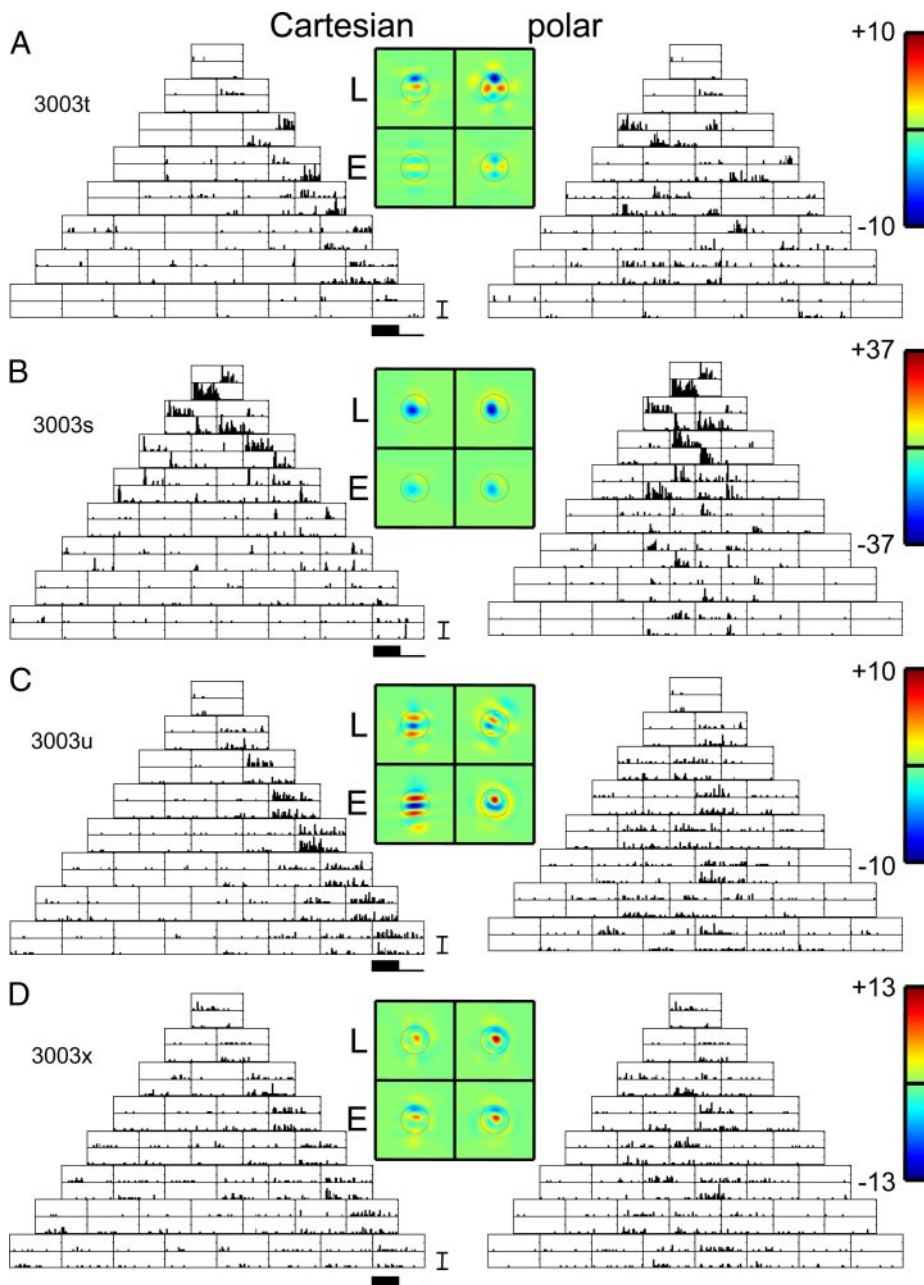 Cartesian polar
A
3003t
L
E
+10
-10
B
3003s
L
E
+37
-37
C
3003u
L
E
+10
-10
D
3003x
L
E
+13
-13